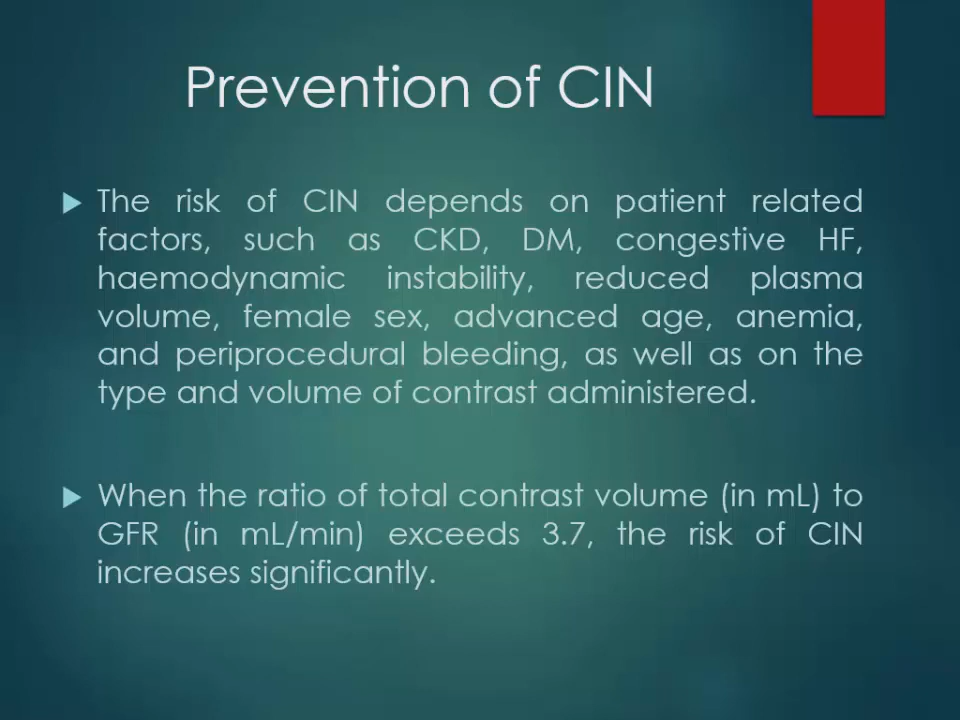 Prevention of CIN
The risk of CIN depends on patient related
factors, such as CKD, DM, congestive HF,
haemodynamic instability, reduced plasma
volume, female sex, advanced age, anemia,
and periprocedural bleeding, as well as on the
type and volume of contrast administered.
When the ratio of total contrast volume (in mL) to
GFR (in mL/min) exceeds 3.7, the risk of CIN
increases significantly.